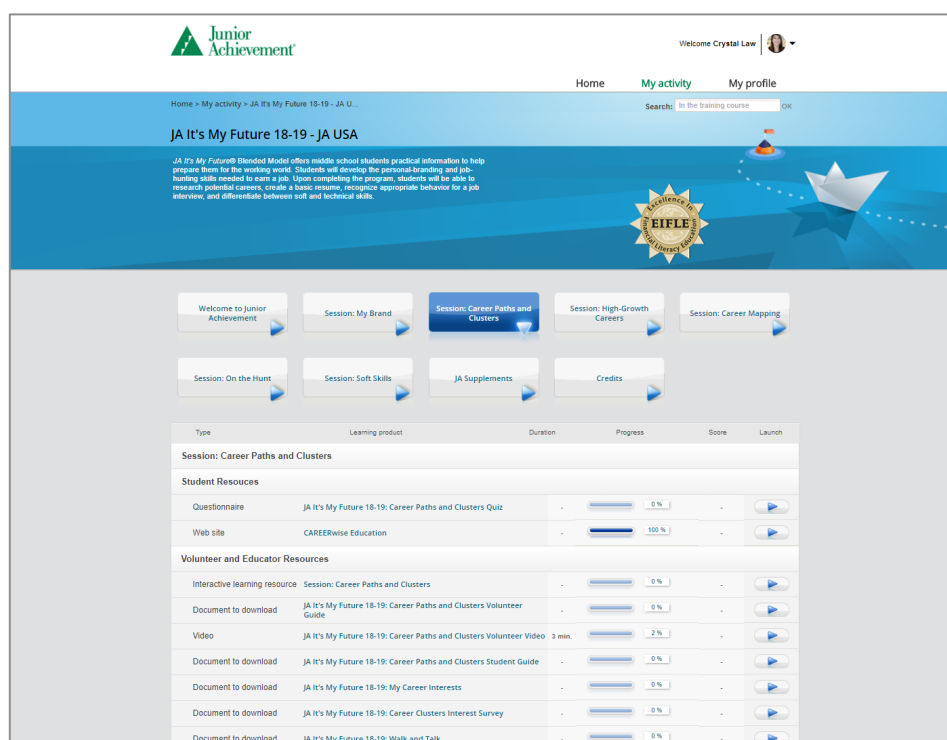 Junior
Achievement®
Welcome Crystal Law
Home My activity My profile
Home > My activity > JA It's My Future 18-19 - JA U...
Search: In the training course OK
JA It's My Future 18-19 - JA USA
JA It's My Future® Blended Model offers middle school students practical information to help
prepare them for the working world. Students will develop the personal-branding and job-
hunting skills needed to earn a job. Upon completing the program, students will be able to
research potential careers, create a basic resume, recognize appropriate behavior for a job
interview, and differentiate between soft and technical skills.
Excellence in
EIFLE
Financial Literacy Education
Welcome to Junior
Achievement
Session: My Brand
Session: Career Paths and
Clusters
Session: High-Growth
Careers
Session: Career Mapping
Session: On the Hunt
Session: Soft Skills
JA Supplements
Credits
Type Learning product Duration Progress Score Launch
Session: Career Paths and Clusters
Student Resouces
Questionnaire JA It's My Future 18-19: Career Paths and Clusters Quiz - 0 % -
Web site CAREERwise Education - 100 % -
Volunteer and Educator Resources
Interactive learning resource Session: Career Paths and Clusters - 0 % -
Document to download JA It's My Future 18-19: Career Paths and Clusters Volunteer
Guide - 0 % -
Video JA It's My Future 18-19: Career Paths and Clusters Volunteer Video 3 min. 2 % -
Document to download JA It's My Future 18-19: Career Paths and Clusters Student Guide - 0 % -
Document to download JA It's My Future 18-19: My Career Interests - 0 % -
Document to download JA It's My Future 18-19: Career Clusters Interest Survey - 0 % -
Document to download JA It's My Future 18-19: Walk and Talk - 0 % -